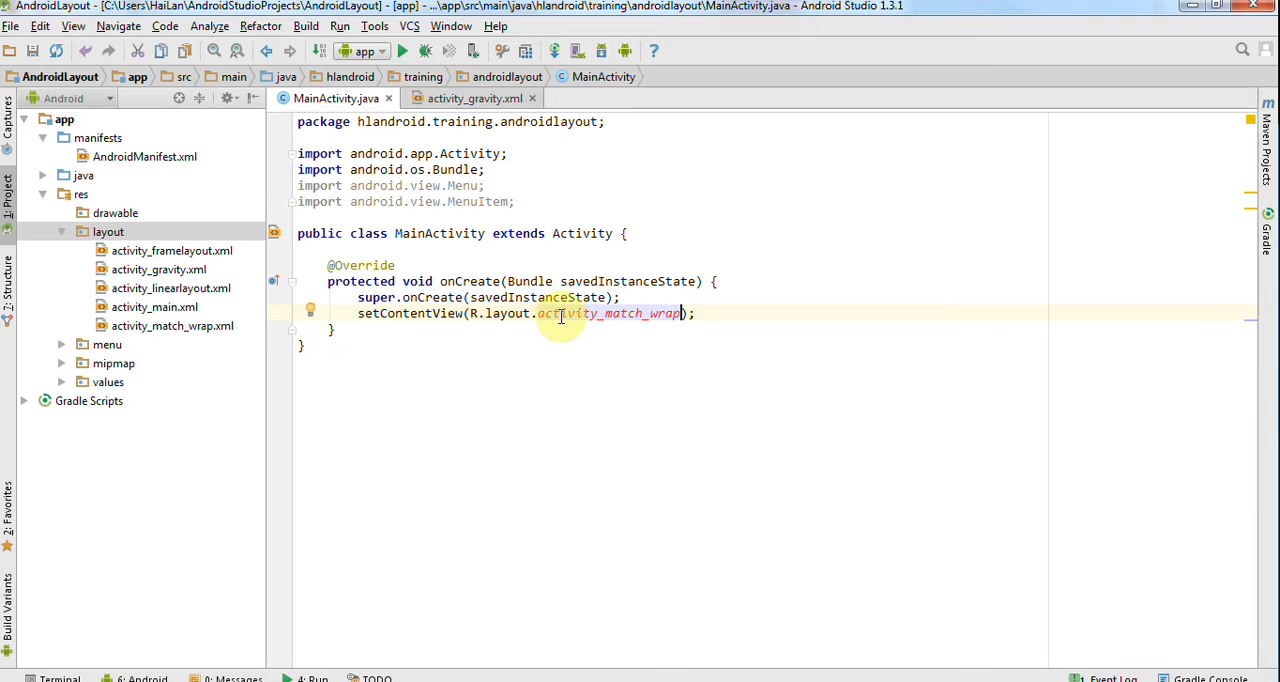 AndroidLayout - [C:\Users\HaiLan\AndroidStudioProjects\AndroidLayout] - [app] - ...\app\src\main\java\hlandroid\training\androidlayout\MainActivity.java - Android Studio 1.3.1
File Edit View Navigate Code Analyze Refactor Build Run Tools VCS Window Help
app
AndroidLayout app src main java hlandroid training androidlayout MainActivity
Android
MainActivity.java activity_gravity.xml
app
manifests
AndroidManifest.xml
java
res
drawable
layout
activity_framelayout.xml
activity_gravity.xml
activity_linearlayout.xml
activity_main.xml
activity_match_wrap.xml
menu
mipmap
values
Gradle Scripts
package hlandroid.training.androidlayout;
import android.app.Activity;
import android.os.Bundle;
import android.view.Menu;
import android.view.MenuItem;
public class MainActivity extends Activity {
@Override
protected void onCreate(Bundle savedInstanceState) {
super.onCreate(savedInstanceState);
setContentView(R.layout.activity_match_wrap);
}
}
Captures
1: Project
7: Structure
2: Favorites
Build Variants
Maven Projects
Gradle
Terminal 6: Android 0: Messages 4: Run TODO 1 Event Log Gradle Console